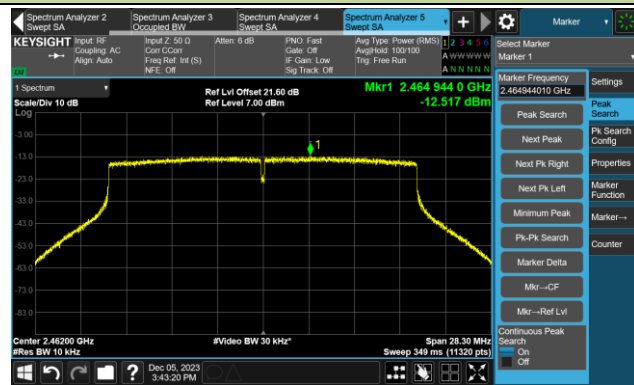 Spectrum Analyzer 2
Swept SA
Spectrum Analyzer 3
Occupied BW
Spectrum Analyzer 4
Swept SA
Spectrum Analyzer 5
Swept SA
+
Marker
KEYSIGHT
Input: RF
Coupling: AC
Align: Auto
Input Z: 50 Ω
Corr CCorr
Freq Ref: Int (S)
NFE: Off
Atten: 6 dB
PNO: Fast
Gate: Off
IF Gain: Low
Sig Track: Off
Avg Type: Power (RMS)
Avg|Hold: 100/100
Trig: Free Run
1 2 3 4 5 6
A W W W W W
A N N N N N
Select Marker
Marker 1
1 Spectrum
Scale/Div 10 dB
Log
Ref Lvl Offset 21.60 dB
Ref Level 7.00 dBm
Mkr1 2.464 944 0 GHz
-12.517 dBm
1
-3.00
-13.0
-23.0
-33.0
-43.0
-53.0
-63.0
-73.0
-83.0
Center 2.46200 GHz
#Res BW 10 kHz
#Video BW 30 kHz*
Span 28.30 MHz
Sweep 349 ms (11320 pts)
Marker Frequency
2.464944010 GHz
Peak Search
Next Peak
Next Pk Right
Next Pk Left
Minimum Peak
Pk-Pk Search
Marker Delta
Mkr→CF
Mkr→Ref Lvl
Continuous Peak
Search
On
Off
Settings
Peak
Search
Pk Search
Config
Properties
Marker
Function
Marker→
Counter
?
Dec 05, 2023
3:43:20 PM